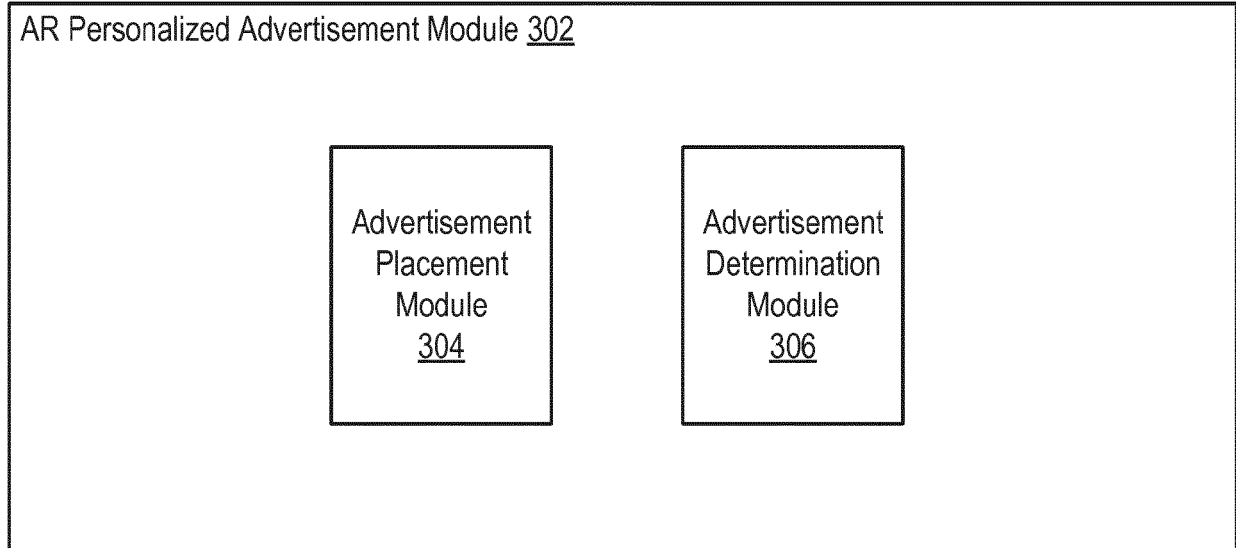 AR Personalized Advertisement Module 302
Advertisement
Placement
Module
304
Advertisement
Determination
Module
306